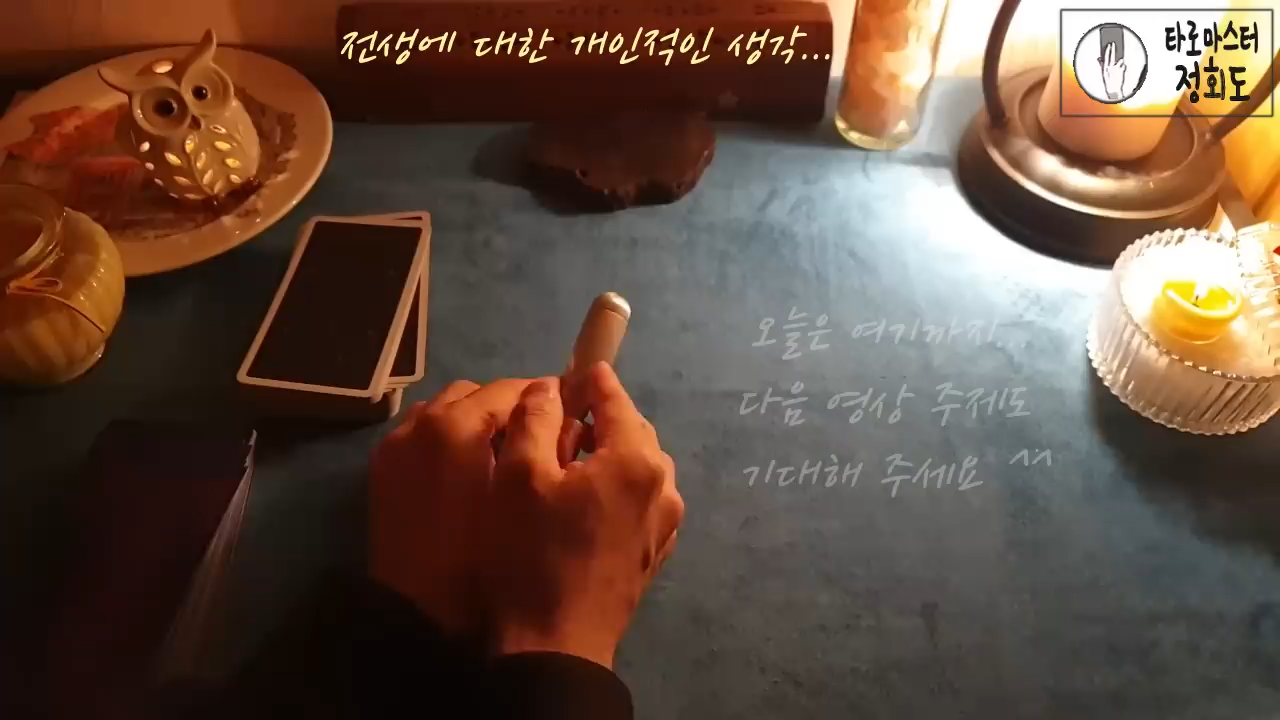 전생에 대한 개인적인 생각...
타로마스터
정회도
오늘은 여기까지...
다음 영상 주제도
기대해 주세요 ^^